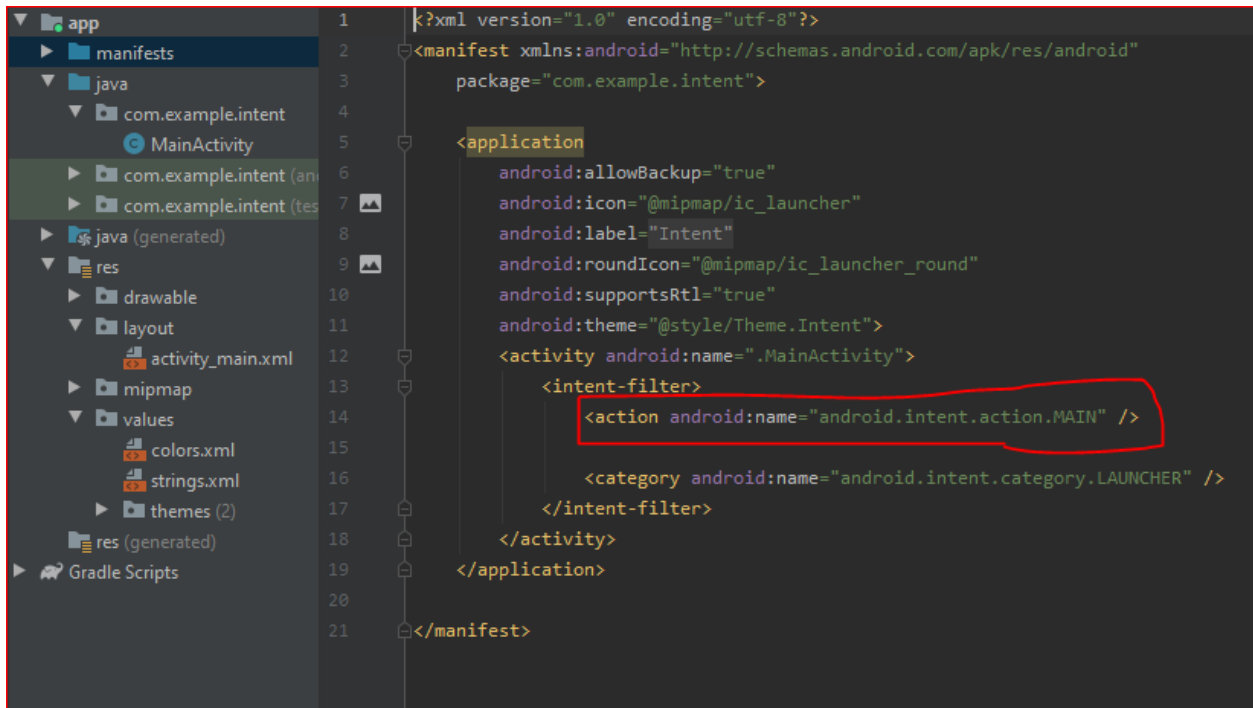 app
manifests
java
com.example.intent
MainActivity
com.example.intent (an
com.example.intent (tes
java (generated)
res
drawable
layout
activity_main.xml
mipmap
values
colors.xml
strings.xml
themes (2)
res (generated)
Gradle Scripts
1 <?xml version="1.0" encoding="utf-8"?>
2 <manifest xmlns:android="http://schemas.android.com/apk/res/android"
3 package="com.example.intent">
4
5 <application
6 android:allowBackup="true"
7 android:icon="@mipmap/ic_launcher"
8 android:label="Intent"
9 android:roundIcon="@mipmap/ic_launcher_round"
10 android:supportsRtl="true"
11 android:theme="@style/Theme.Intent">
12 <activity android:name=".MainActivity">
13 <intent-filter>
14 <action android:name="android.intent.action.MAIN" />
15
16 <category android:name="android.intent.category.LAUNCHER" />
17 </intent-filter>
18 </activity>
19 </application>
20
21 </manifest>